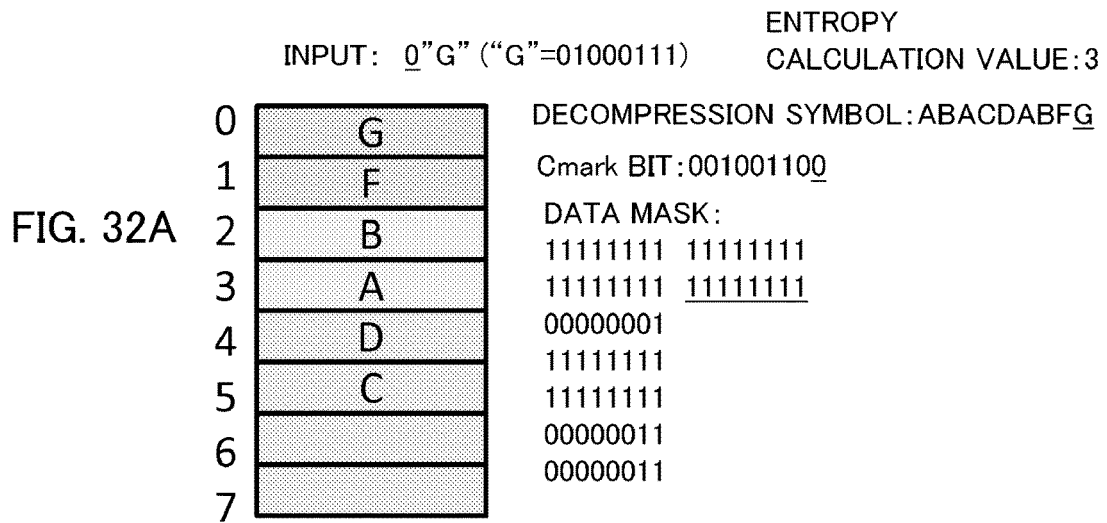 ENTROPY
INPUT: 0”G” (“G”=01000111) CALCULATION VALUE:3
DECOMPRESSION SYMBOL:ABACDABFG
Cmark BIT:001001100
DATA MASK:
11111111 11111111
11111111 11111111
00000001
11111111
11111111
00000011
00000011
FIG. 32A
0 G
1 F
2 B
3 A
4 D
5 C
6
7